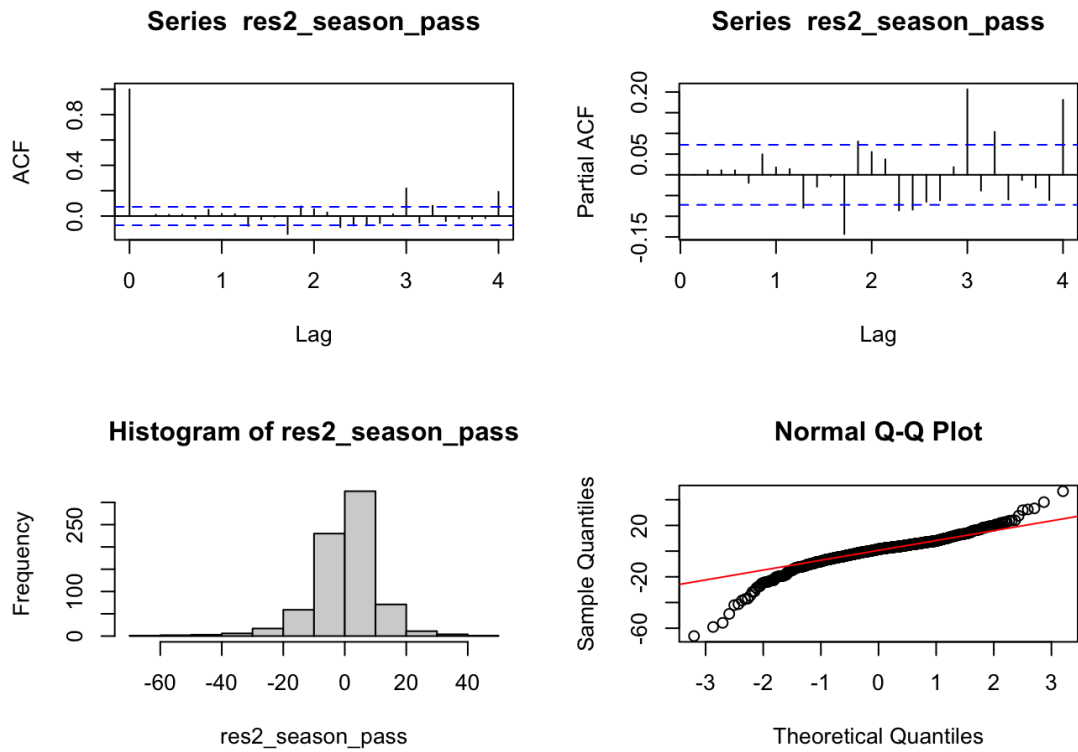 Series res2_season_pass
ACF
0.0
0.4
0.8
0
1
2
3
4
Lag
Series res2_season_pass
Partial ACF
-0.15
0.05
0.20
0
1
2
3
4
Lag
Histogram of res2_season_pass
Frequency
0
100
250
-60
-20
0
20
40
res2_season_pass
Normal Q-Q Plot
Sample Quantiles
-60
-20
20
-3
-2
-1
0
1
2
3
Theoretical Quantiles